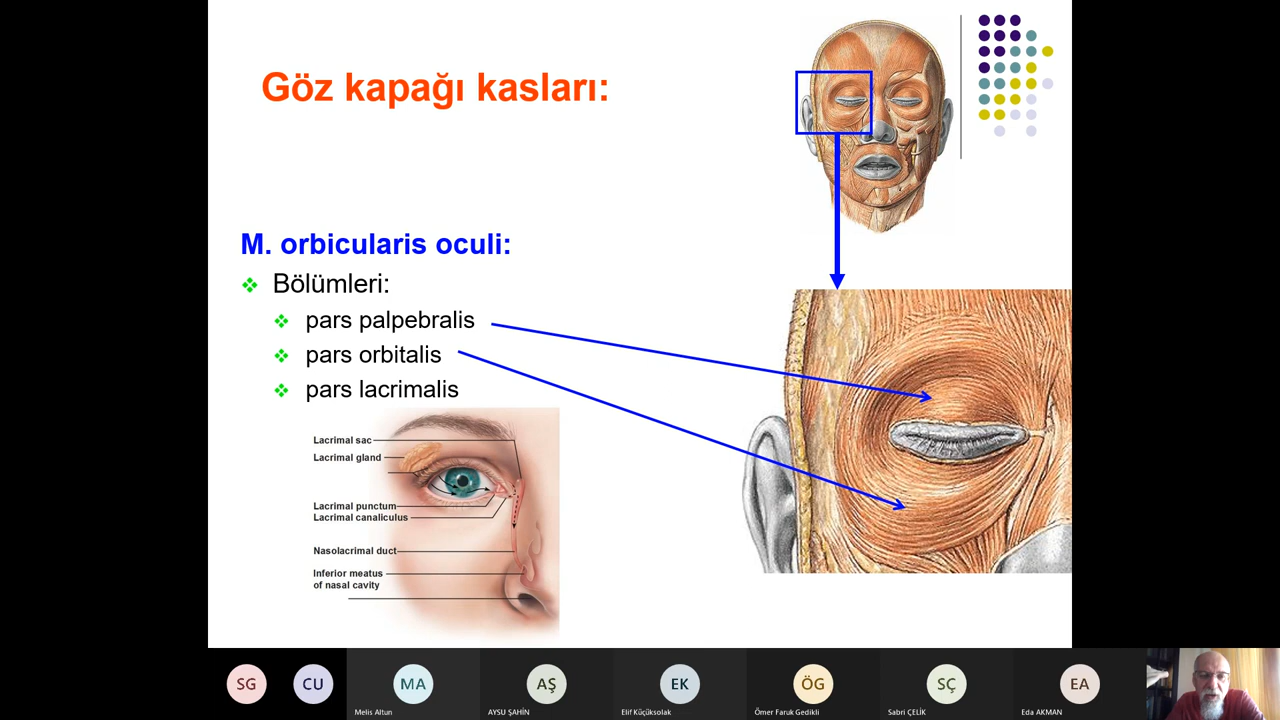 Göz kapağı kasları:
M. orbicularis oculi:
Bölümleri:
pars palpebralis
pars orbitalis
pars lacrimalis
Lacrimal sac
Lacrimal gland
Lacrimal punctum
Lacrimal canaliculus
Nasolacrimal duct
Inferior meatus
of nasal cavity
SG
CU
MA
AŞ
EK
ÖG
SÇ
EA
Melis Altun
AYSU ŞAHİN
Elif Küçüksolak
Ömer Faruk Gedikli
Sabri ÇELİK
Eda AKMAN